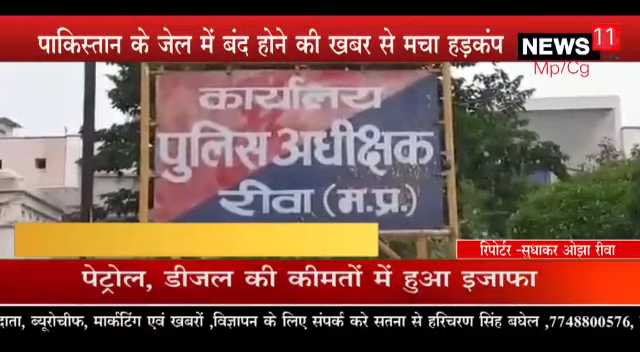 पाकिस्तान के जेल में बंद होने की खबर से मचा हड़कंप
NEWS 11
Mp/Cg
कार्यालय
पुलिस अधीक्षक
रीवा (म.प्र.)
रिपोर्टर -सुधाकर ओझा रीवा
पेट्रोल, डीजल की कीमतों में हुआ इजाफा
दाता, ब्यूरोचीफ, मार्कटिंग एवं खबरों ,विज्ञापन के लिए संपर्क करे सतना से हरिचरण सिंह बघेल ,7748800576,